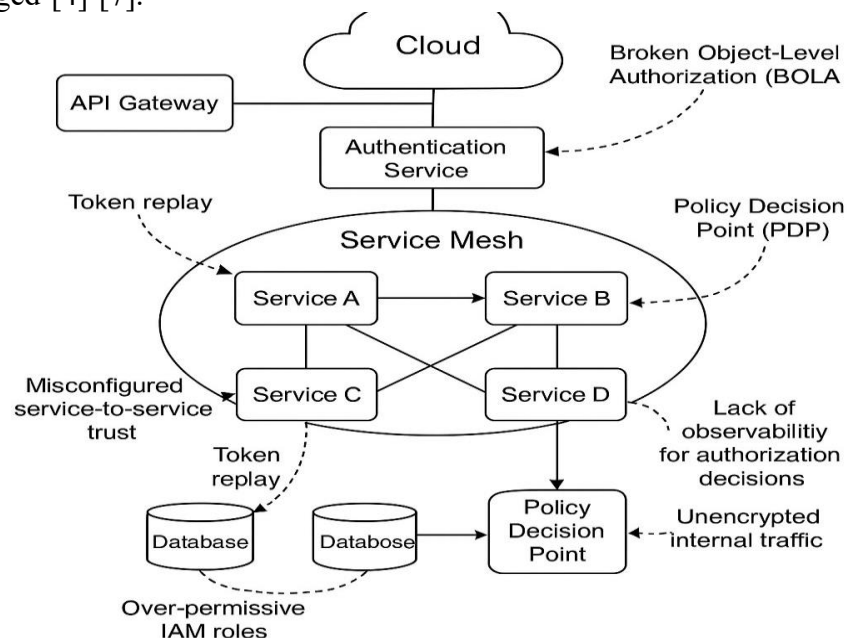 Cloud
Broken Object-Level
Authorization (BOLA
API Gateway
Authentication
Service
Token replay
Policy Decision
Point (PDP)
Service Mesh
Service A
Service B
Misconfigured
service-to-service
trust
Service C
Service D
Lack of
observabilitiy
for authorization
decisions
Token
replay
Database
Databose
Policy
Decision
Point
Unencrypted
internal traffic
Over-permissive
IAM roles